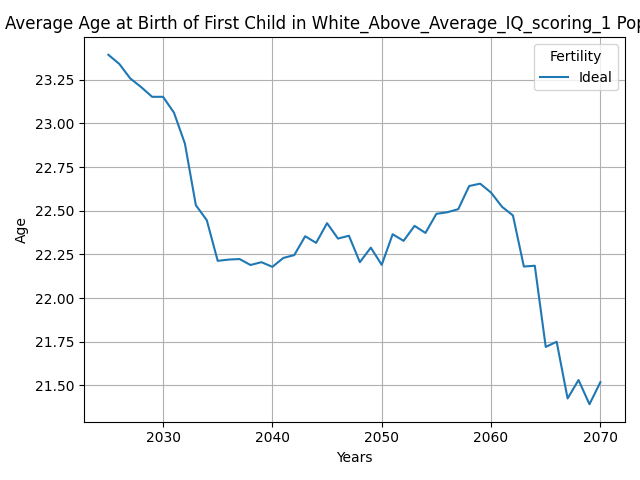 Average Age at Birth of First Child in White_Above_Average_IQ_scoring_1 Pop
Fertility
Ideal
23.25
23.00
22.75
22.50
22.25
22.00
21.75
21.50
Age
2030 2040 2050 2060 2070
Years